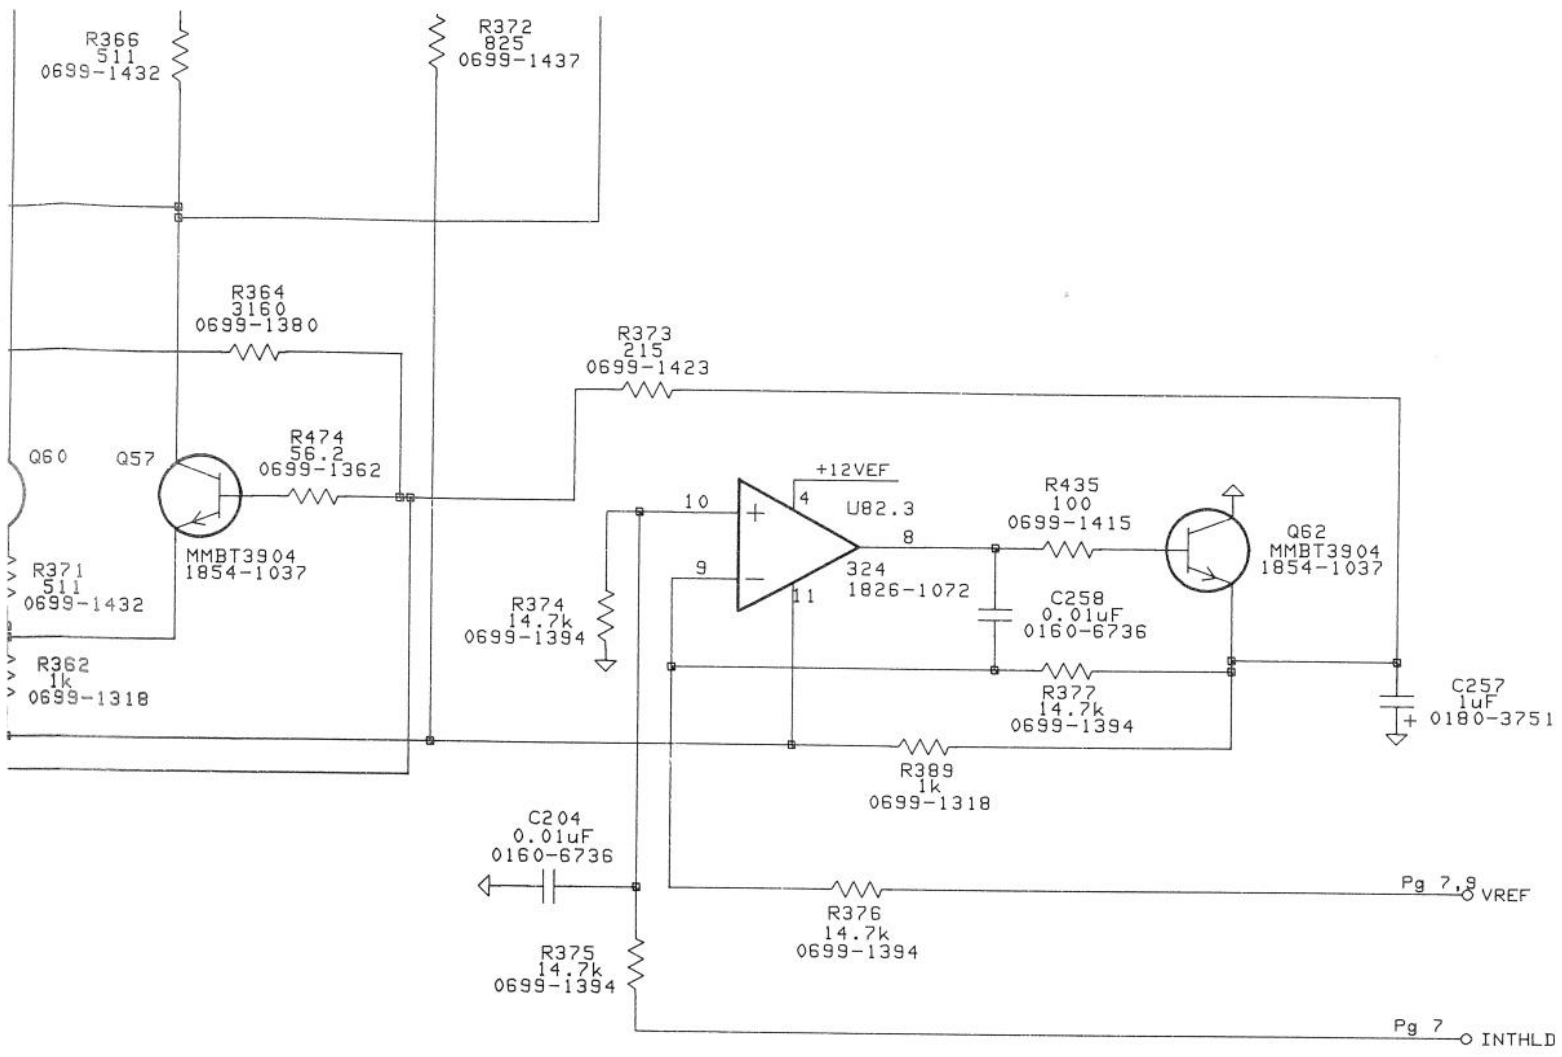 R366
511
0699-1432
R372
825
0699-1437
R364
3160
0699-1380
R373
215
0699-1423
Q60
Q57
R474
56.2
0699-1362
MMBT3904
1854-1037
R371
511
0699-1432
R362
1k
0699-1318
+12VEF
10
+
4
U82.3
8
9
−
11
324
1826-1072
R435
100
0699-1415
Q62
MMBT3904
1854-1037
R374
14.7k
0699-1394
C258
0.01uF
0160-6736
R377
14.7k
0699-1394
C257
1uF
+ 0180-3751
R389
1k
0699-1318
C204
0.01uF
0160-6736
R376
14.7k
0699-1394
Pg 7,9 VREF
R375
14.7k
0699-1394
Pg 7 INTHLD